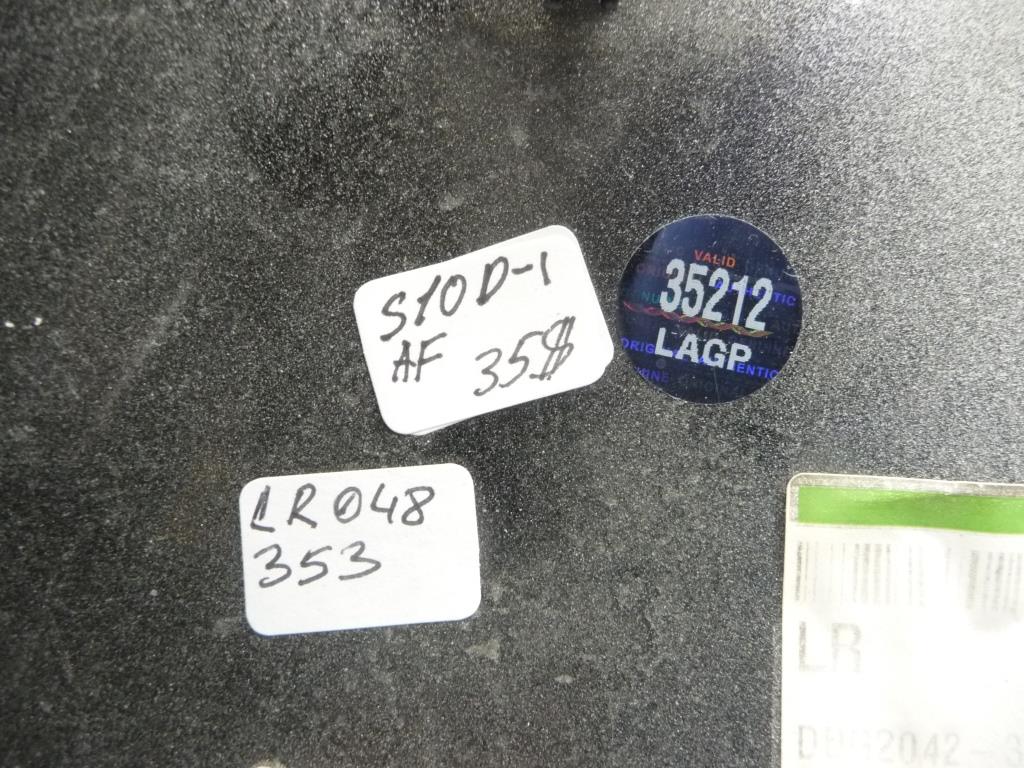 S10D-1
AF 35$
VALID
35212
LAGP
LR048
353
LR